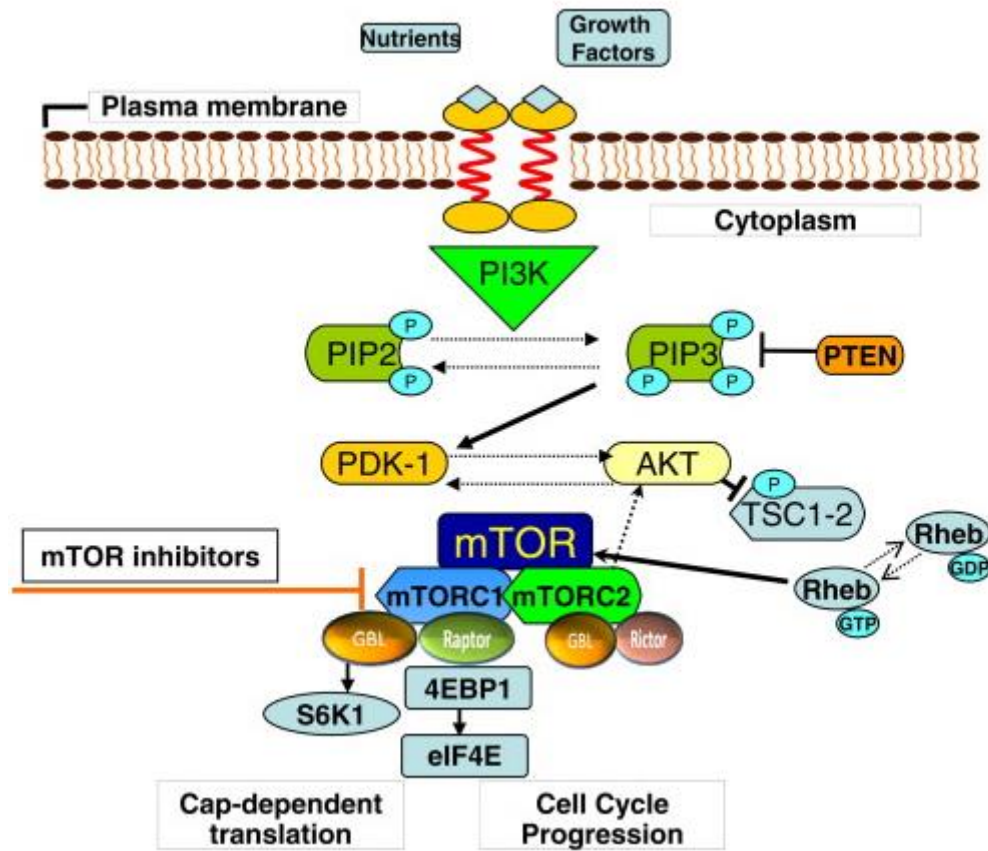 Nutrients
Growth
Factors
Plasma membrane
Cytoplasm
PI3K
P
PIP2
P
P
PIP3
P
P
PTEN
PDK-1
AKT
P
TSC1-2
mTOR inhibitors
mTOR
mTORC1
mTORC2
Rheb
GDP
Rheb
GTP
GBL
Raptor
GBL
Rictor
S6K1
4EBP1
eIF4E
Cap-dependent
translation
Cell Cycle
Progression